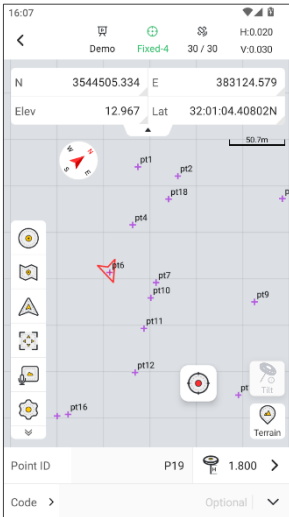 16:07
Demo
Fixed-4
30 / 30
H:0.020
V:0.030
N 3544505.334 E 383124.579
Elev 12.967 Lat 32:01:04.40802N
50.7m
N
W
E
S
pt1
pt2
pt18
p
pt4
pt6
pt7
pt10
pt9
pt11
pt12
pt
pt16
Tilt
Terrain
Point ID P19 1.800
Code Optional